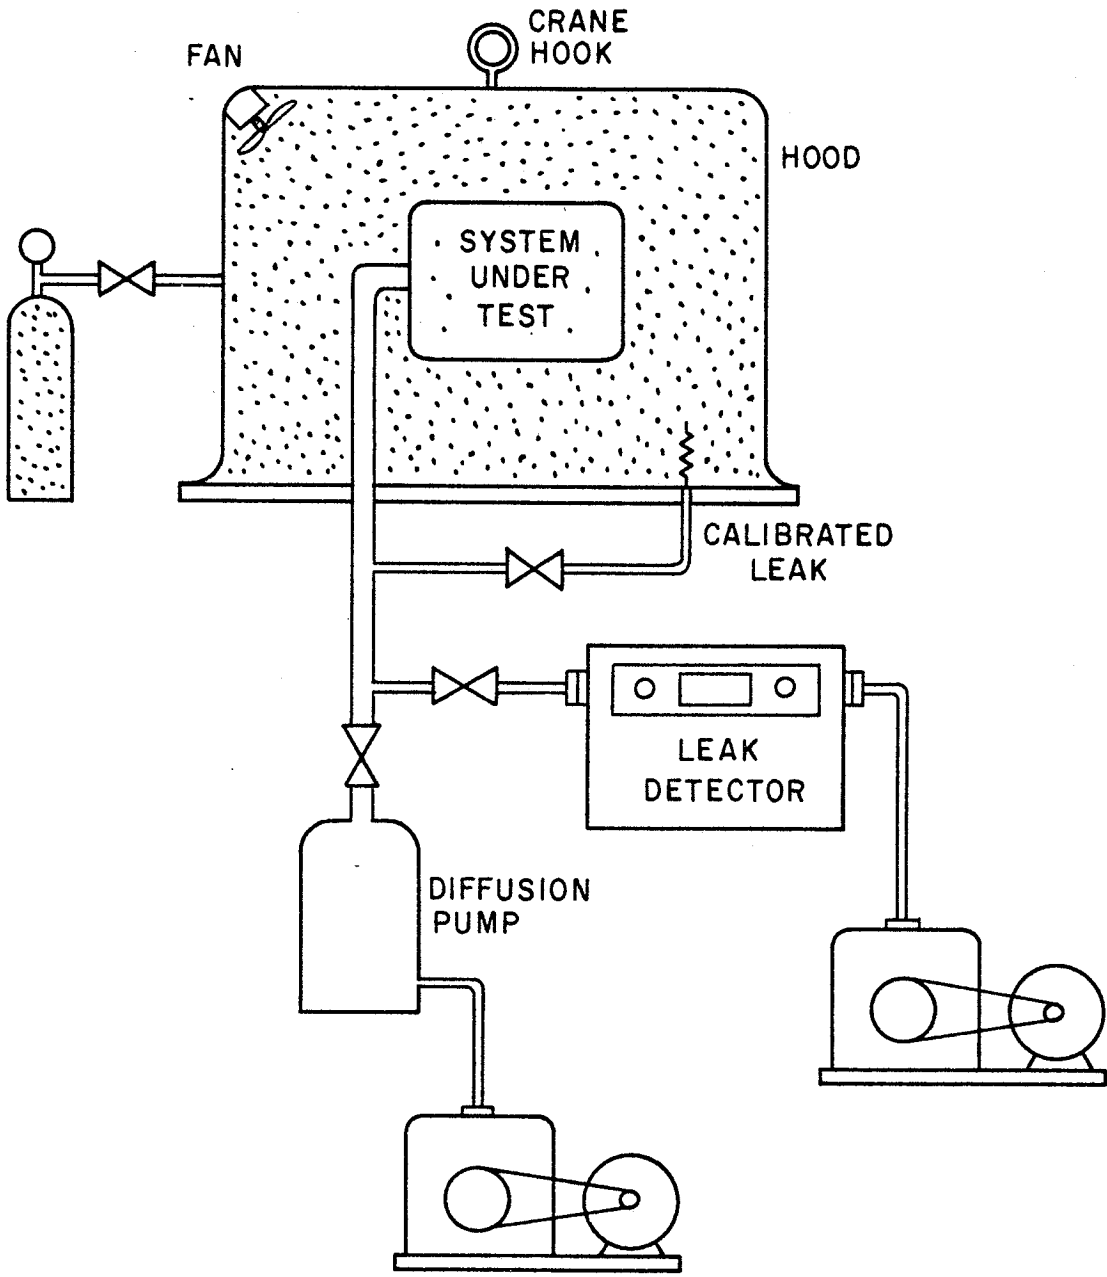 CRANE
HOOK
FAN
HOOD
SYSTEM
UNDER
TEST
CALIBRATED
LEAK
LEAK
DETECTOR
DIFFUSION
PUMP